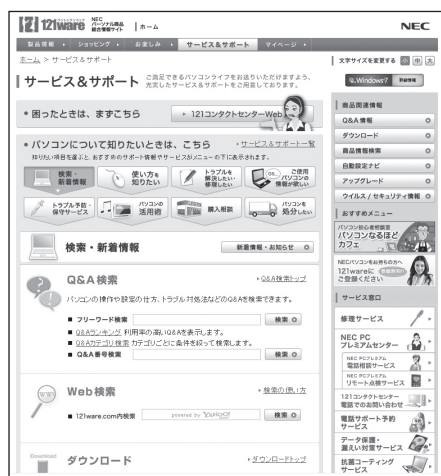 121ware NECパーソナル商品総合情報サイト
ホーム
NEC
製品情報
ショッピング
お楽しみ
サービス&サポート
マイページ
ホーム > サービス&サポート
文字サイズを変更する 小 中 大
サービス&サポート
ご満足できるパソコンライフをお送りいただけますよう、
充実したサービス&サポートをご用意しております。
困ったときは、まずこちら
121コンタクトセンターWeb
パソコンについて知りたいときは、こちら
サービス&サポート一覧
知りたい項目を選ぶと、おすすめのサポート情報やサービスがメニューの下に表示されます。
検索・
新着情報
使い方を
知りたい
トラブルを
解決したい・
修理したい
OS...
ご使用
パソコンの
情報が欲しい
トラブル予防・
保守サービス
パソコンの
活用術
購入相談
パソコンを
処分したい
検索・新着情報
新着情報・お知らせ
Q&A検索
Q&A検索トップ
パソコンの操作や設定の仕方、トラブル対処法などのQ&Aを検索できます。
■ フリーワード検索
検索
■ Q&Aランキング 利用率の高いQ&Aを表示します。
■ Q&Aカテゴリ検索 カテゴリごとに条件を絞って検索します。
■ Q&A番号検索
検索
WWW
Web検索
検索の使い方
■ 121ware.com内検索
powered by YAHOO!
検索
Download
ダウンロード
ダウンロードトップ
Windows7 詳細情報
商品関連情報
Q&A情報
ダウンロード
商品情報検索
自動設定ナビ
アップグレード
ウイルス / セキュリティ情報
おすすめメニュー
パソコン初心者相談室
パソコンなるほど
カフェ
NECパソコンをお持ちの方へ
121wareに
ご登録ください
サービス窓口
修理サービス
NEC PC
プレミアムセンター
NEC PCプレミアム
電話相談サービス
NEC PCプレミアム
リモート点検サービス
121コンタクトセンター
電話でのお問い合わせ
電話サポート予約
サービス
データ保護・
漏えい対策サービス
抗菌コーティング
サービス